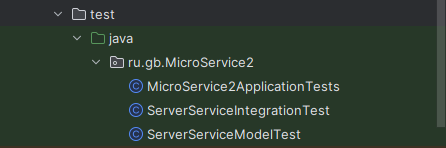 test
java
ru.gb.MicroService2
MicroService2ApplicationTests
ServerServiceIntegrationTest
ServerServiceModelTest